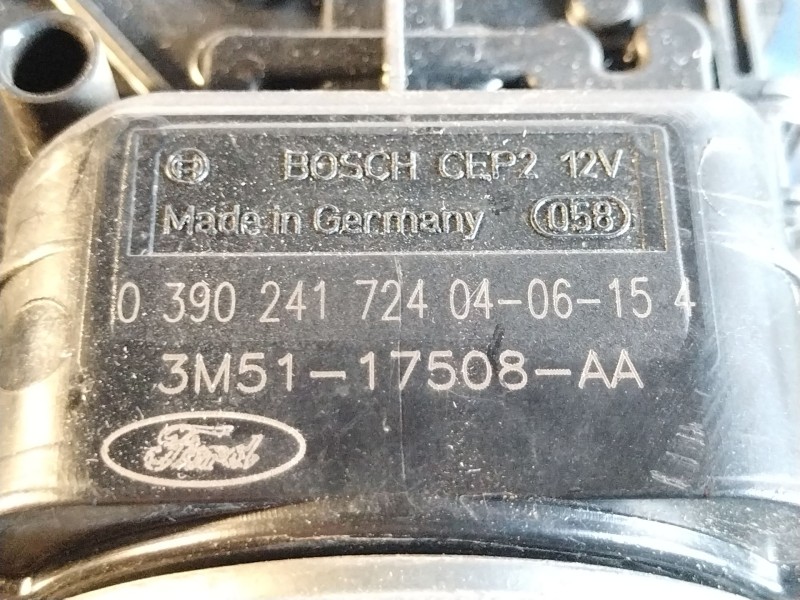 BOSCH CEP2 12V
Made in Germany 058
0 390 241 724 04-06-15 4
3M51-17508-AA
Ford